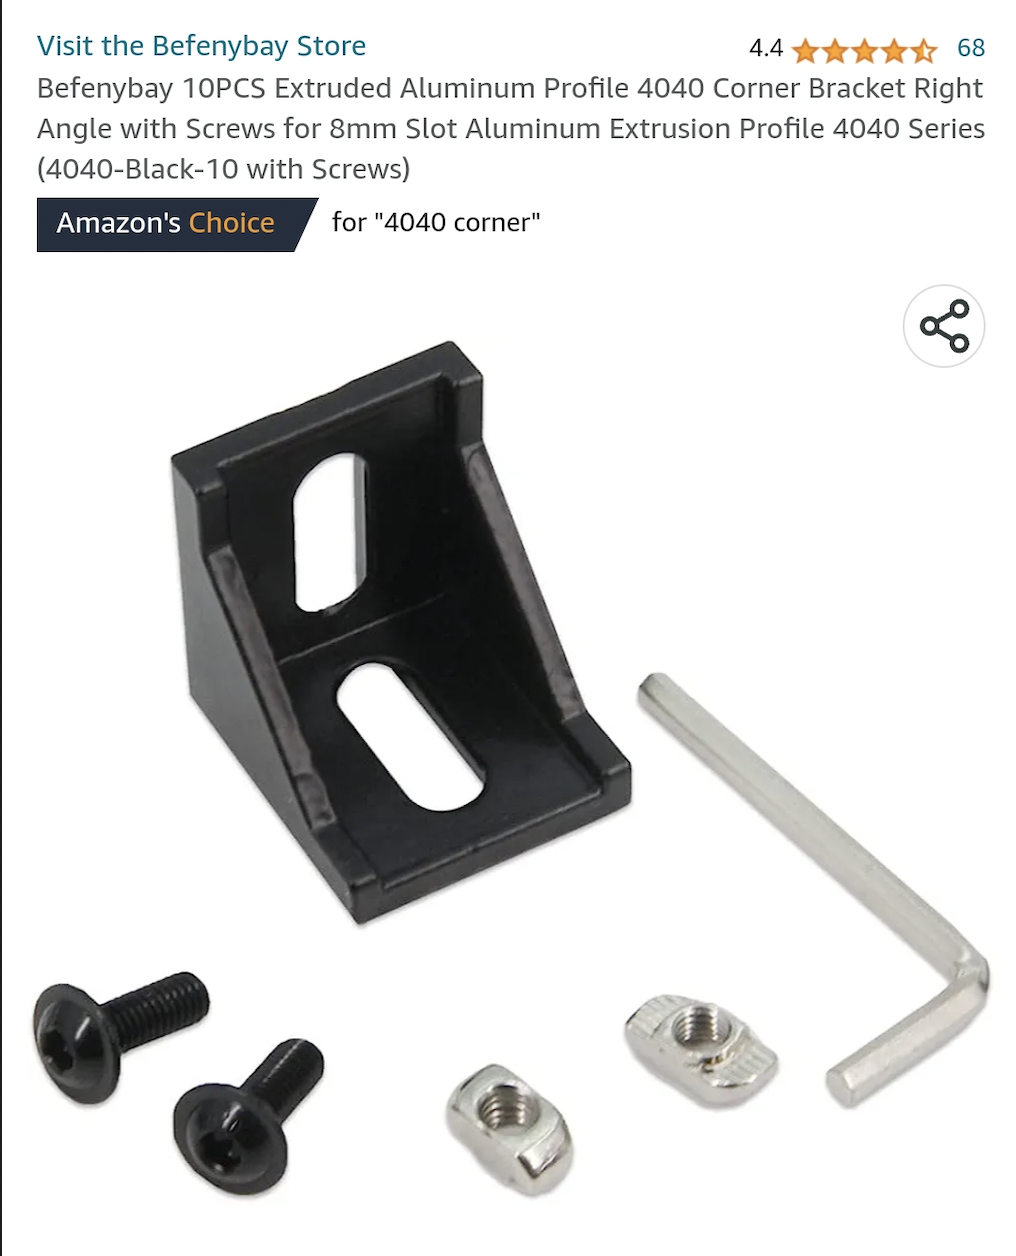 Visit the Befenybay Store 4.4 68
Befenybay 10PCS Extruded Aluminum Profile 4040 Corner Bracket Right
Angle with Screws for 8mm Slot Aluminum Extrusion Profile 4040 Series
(4040-Black-10 with Screws)
Amazon's Choice for "4040 corner"